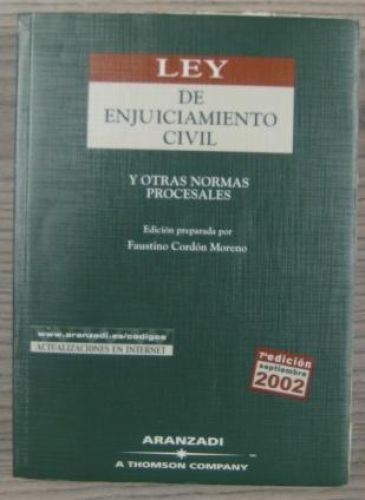 LEY
DE
ENJUICIAMIENTO
CIVIL
Y OTRAS NORMAS
PROCESALES
Edición preparada por
Faustino Cordón Moreno
www.aranzadi.es/codigos
ACTUALIZACIONES EN INTERNET
7ª edición
septiembre
2002
ARANZADI
A THOMSON COMPANY